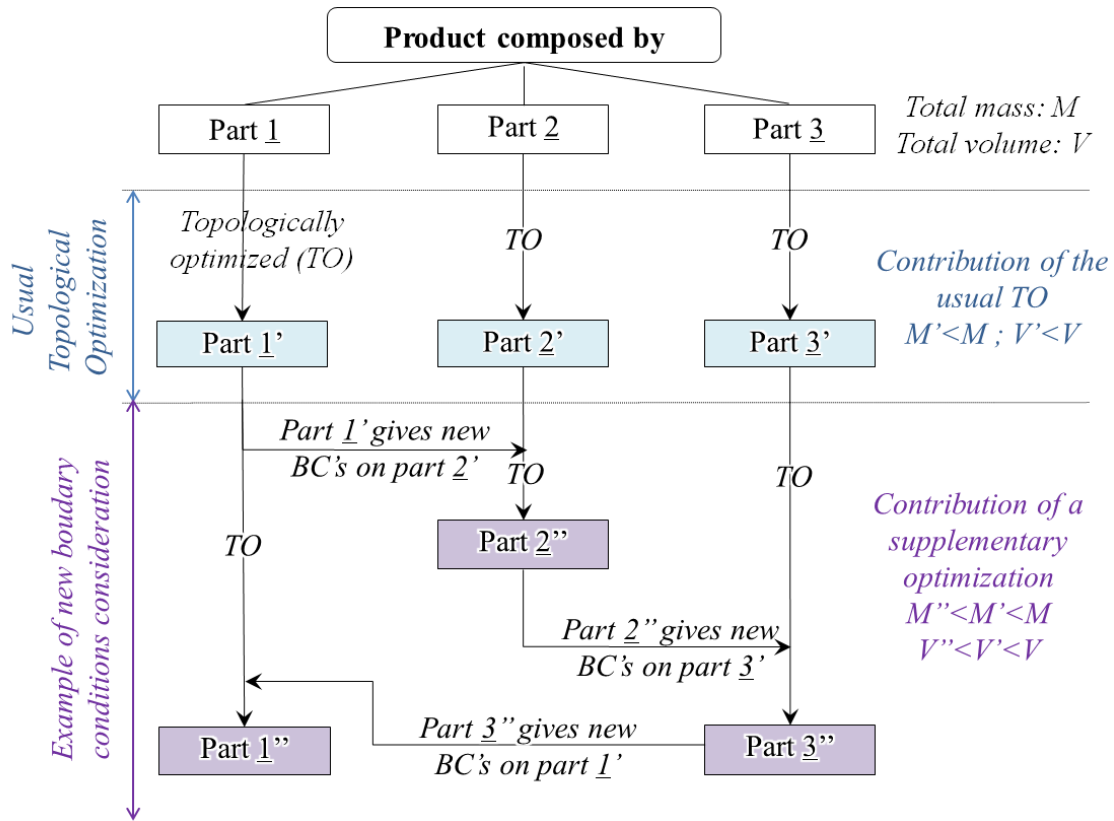 Product composed by
Part 1
Part 2
Part 3
Total mass: M
Total volume: V
Usual
Topological
Optimization
Topologically
optimized (TO)
TO
TO
Contribution of the
usual TO
M’<M ; V’<V
Part 1’
Part 2’
Part 3’
Example of new boudary
conditions consideration
Part 1’ gives new
BC’s on part 2’
TO
TO
TO
Part 2’’
Contribution of a
supplementary
optimization
M’’<M’<M
V’’<V’<V
Part 2’’ gives new
BC’s on part 3’
Part 3’’ gives new
BC’s on part 1’
Part 1’’
Part 3’’